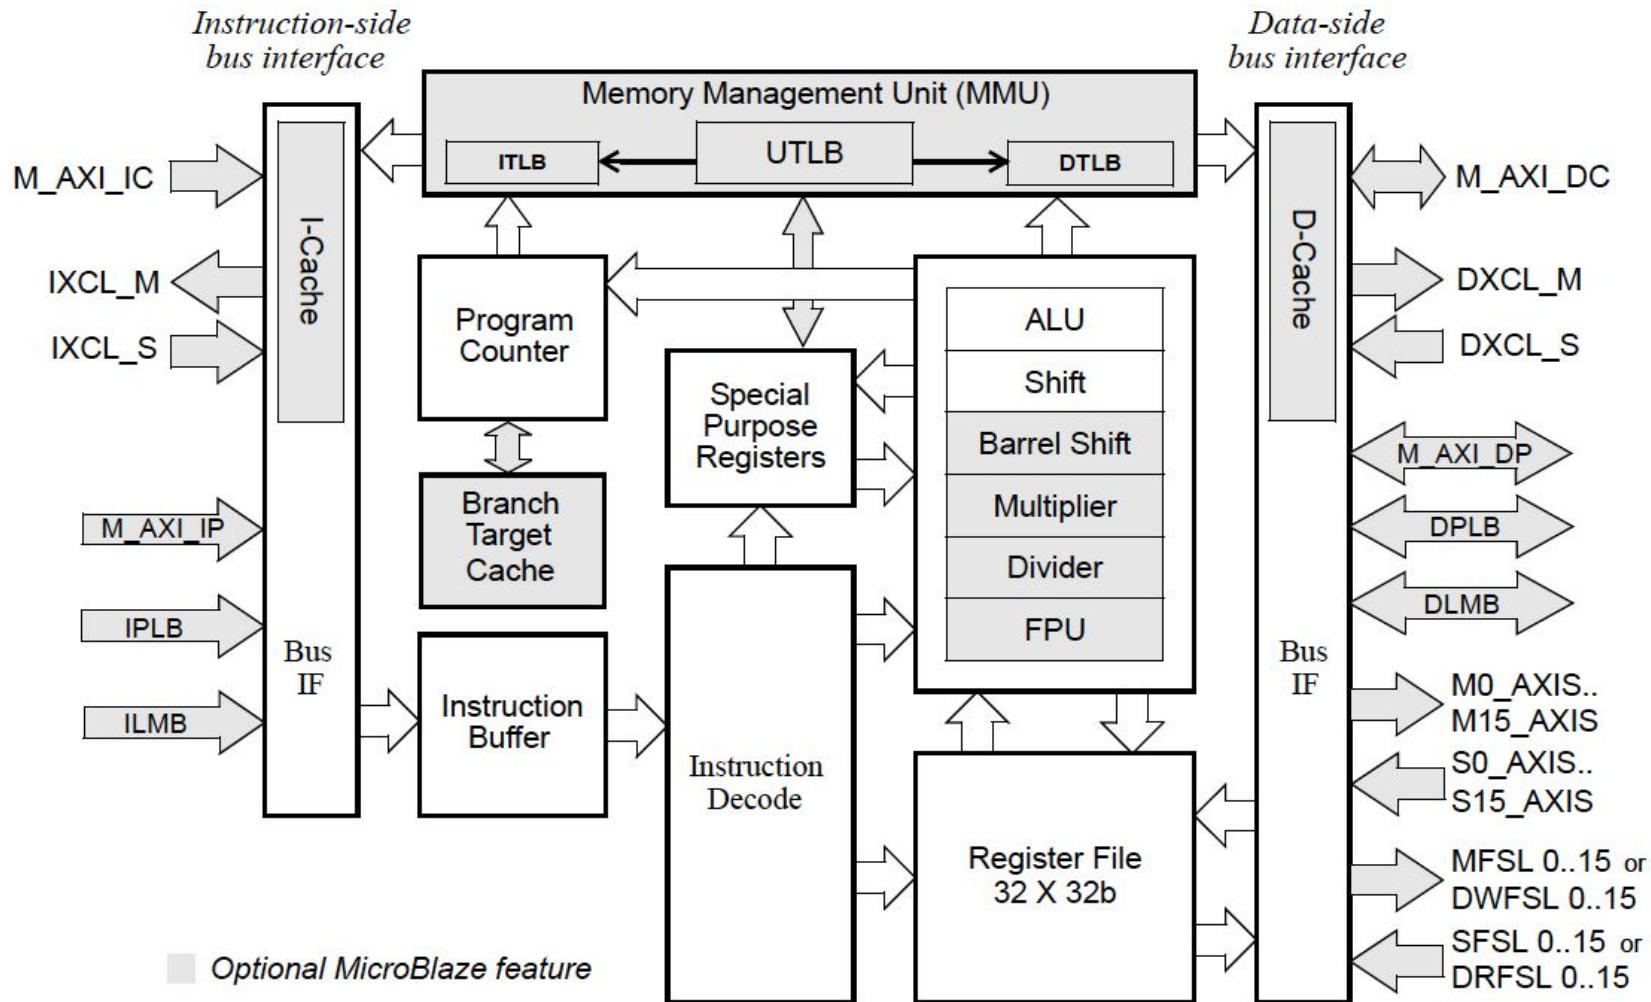 Instruction-side
bus interface
Data-side
bus interface
Memory Management Unit (MMU)
ITLB
UTLB
DTLB
M_AXI_IC
IXCL_M
IXCL_S
M_AXI_IP
IPLB
ILMB
I-Cache
Bus
IF
Program
Counter
Branch
Target
Cache
Instruction
Buffer
Special
Purpose
Registers
Instruction
Decode
ALU
Shift
Barrel Shift
Multiplier
Divider
FPU
Register File
32 X 32b
D-Cache
Bus
IF
M_AXI_DC
DXCL_M
DXCL_S
M_AXI_DP
DPLB
DLMB
M0_AXIS..
M15_AXIS
S0_AXIS..
S15_AXIS
MFSL 0..15 or
DWFSL 0..15
SFSL 0..15 or
DRFSL 0..15
Optional MicroBlaze feature